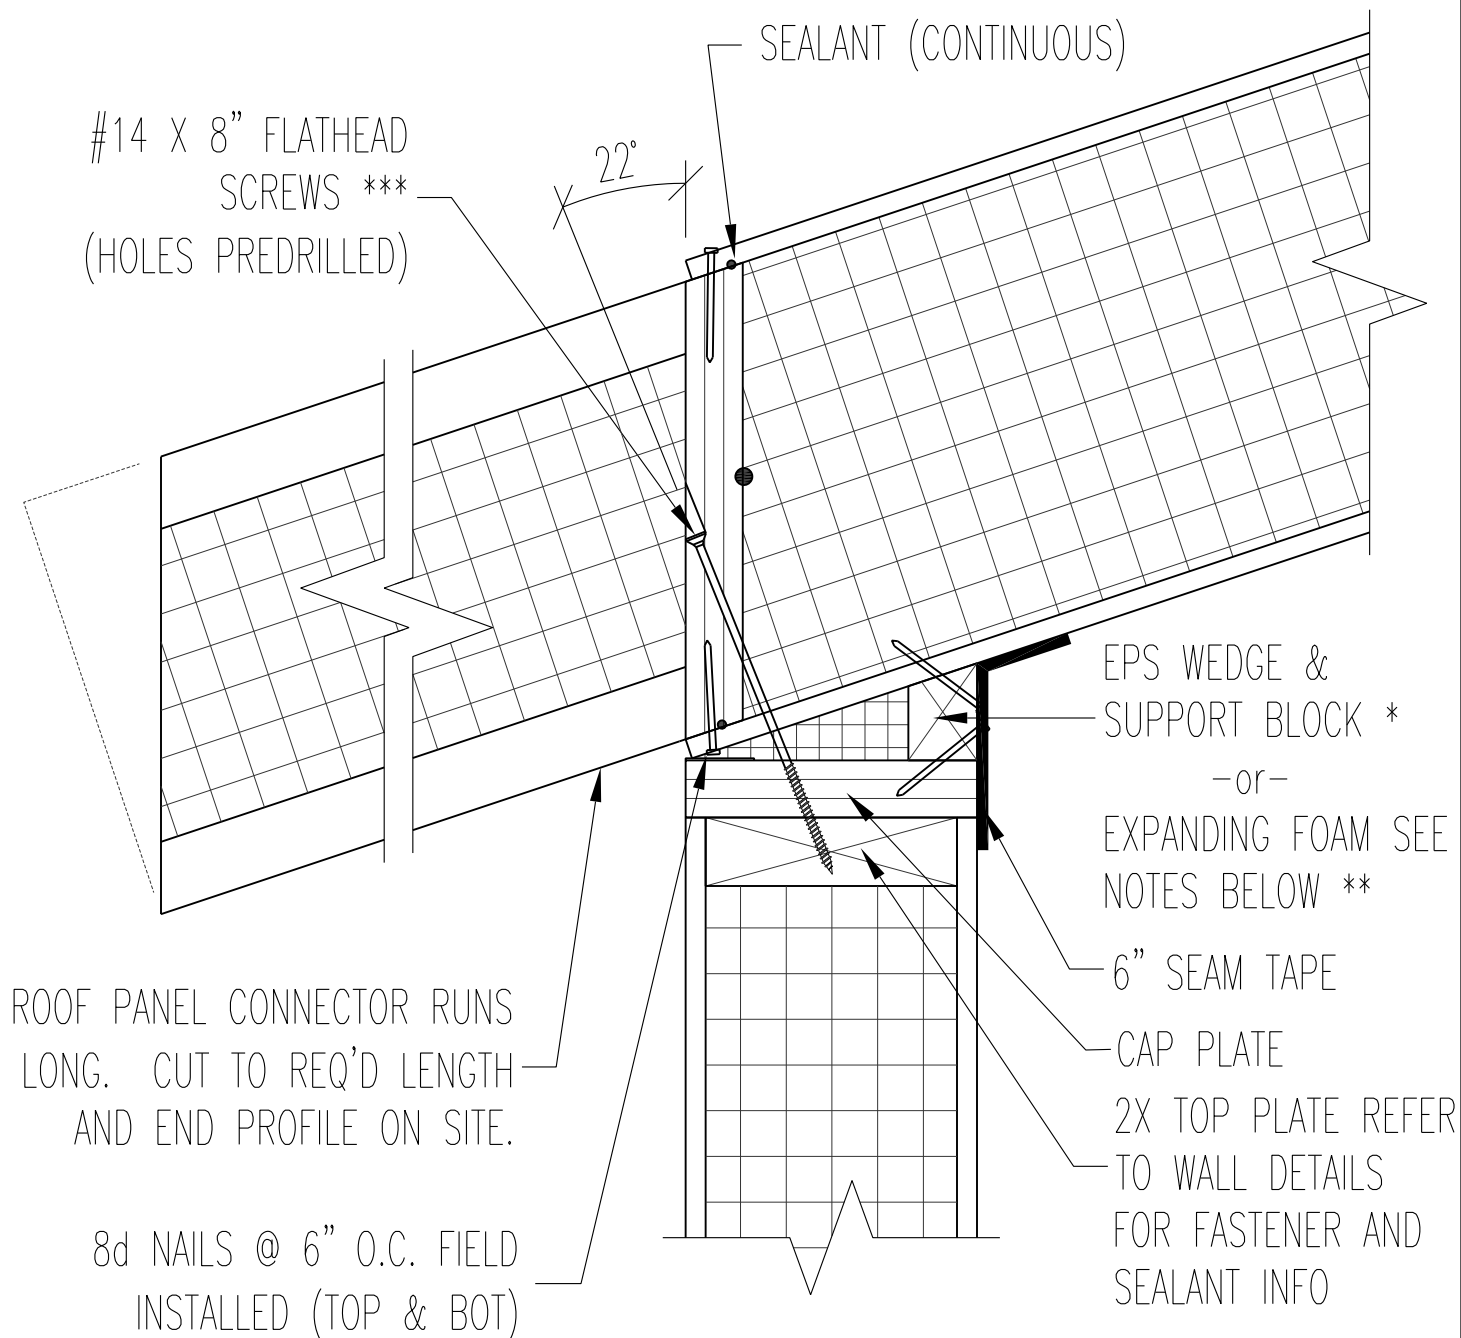 SEALANT (CONTINUOUS)
#14 X 8” FLATHEAD
SCREWS ***
(HOLES PREDRILLED)
22°
EPS WEDGE &
SUPPORT BLOCK *
-or-
EXPANDING FOAM SEE
NOTES BELOW **
6” SEAM TAPE
CAP PLATE
2X TOP PLATE REFER
TO WALL DETAILS
FOR FASTENER AND
SEALANT INFO
ROOF PANEL CONNECTOR RUNS
LONG. CUT TO REQ’D LENGTH
AND END PROFILE ON SITE.
8d NAILS @ 6” O.C. FIELD
INSTALLED (TOP & BOT)